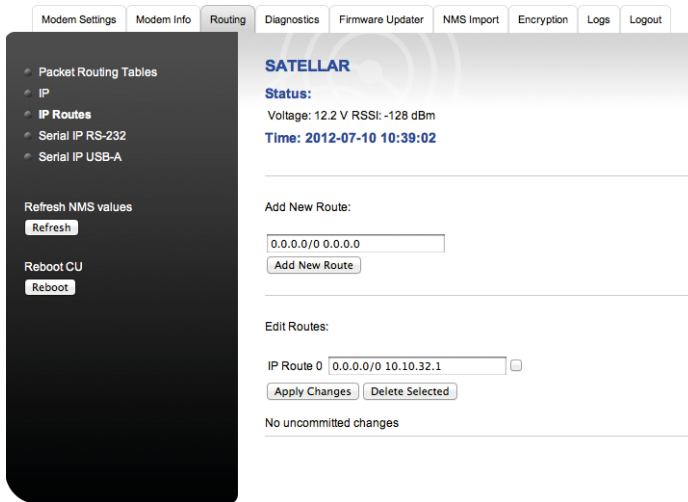 Modem Settings Modem Info Routing Diagnostics Firmware Updater NMS Import Encryption Logs Logout
Packet Routing Tables
IP
IP Routes
Serial IP RS-232
Serial IP USB-A
Refresh NMS values
Refresh
Reboot CU
Reboot
SATELLAR
Status:
Voltage: 12.2 V RSSI: -128 dBm
Time: 2012-07-10 10:39:02
Add New Route:
0.0.0.0/0 0.0.0.0
Add New Route
Edit Routes:
IP Route 0 0.0.0.0/0 10.10.32.1
Apply Changes Delete Selected
No uncommitted changes